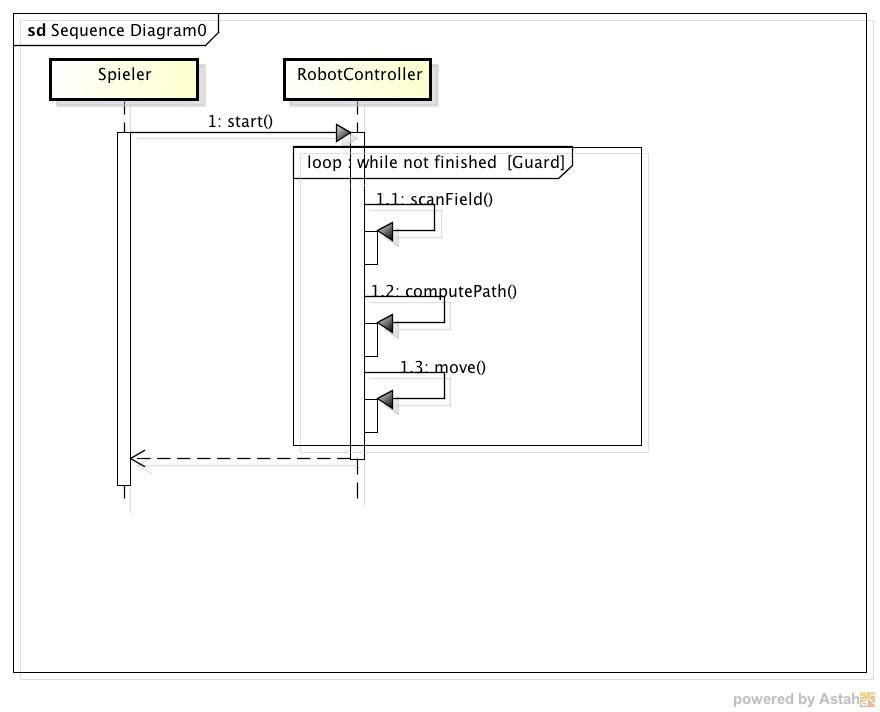 sd Sequence Diagram0
Spieler
RobotController
1: start()
loop : while not finished [Guard]
1.1: scanField()
1.2: computePath()
1.3: move()
powered by Astah